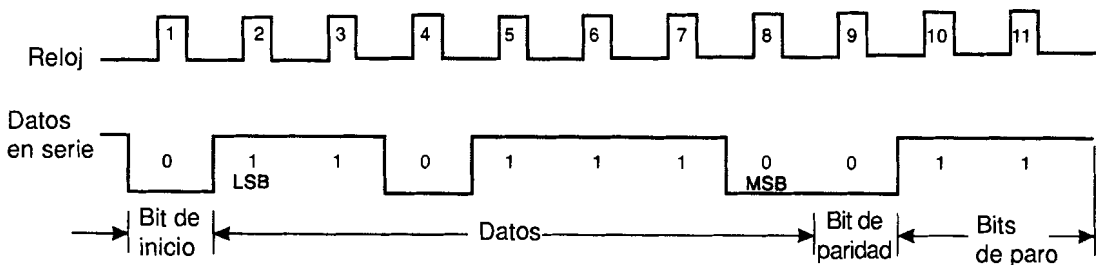 Reloj 1 2 3 4 5 6 7 8 9 10 11
Datos
en serie
0 1 1 0 1 1 1 0 0 1 1
LSB MSB
Bit de
inicio
Datos
Bit de
paridad
Bits
de paro